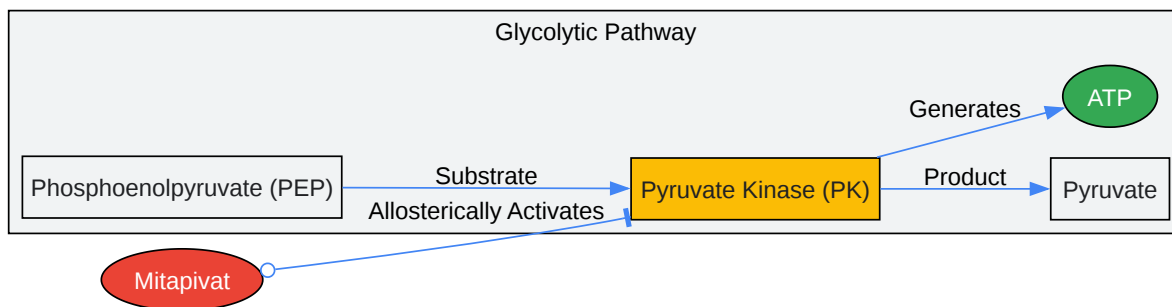 Glycolytic Pathway
ATP
Generates
Phosphoenolpyruvate (PEP)
Substrate
Pyruvate Kinase (PK)
Product
Pyruvate
Allosterically Activates
Mitapivat